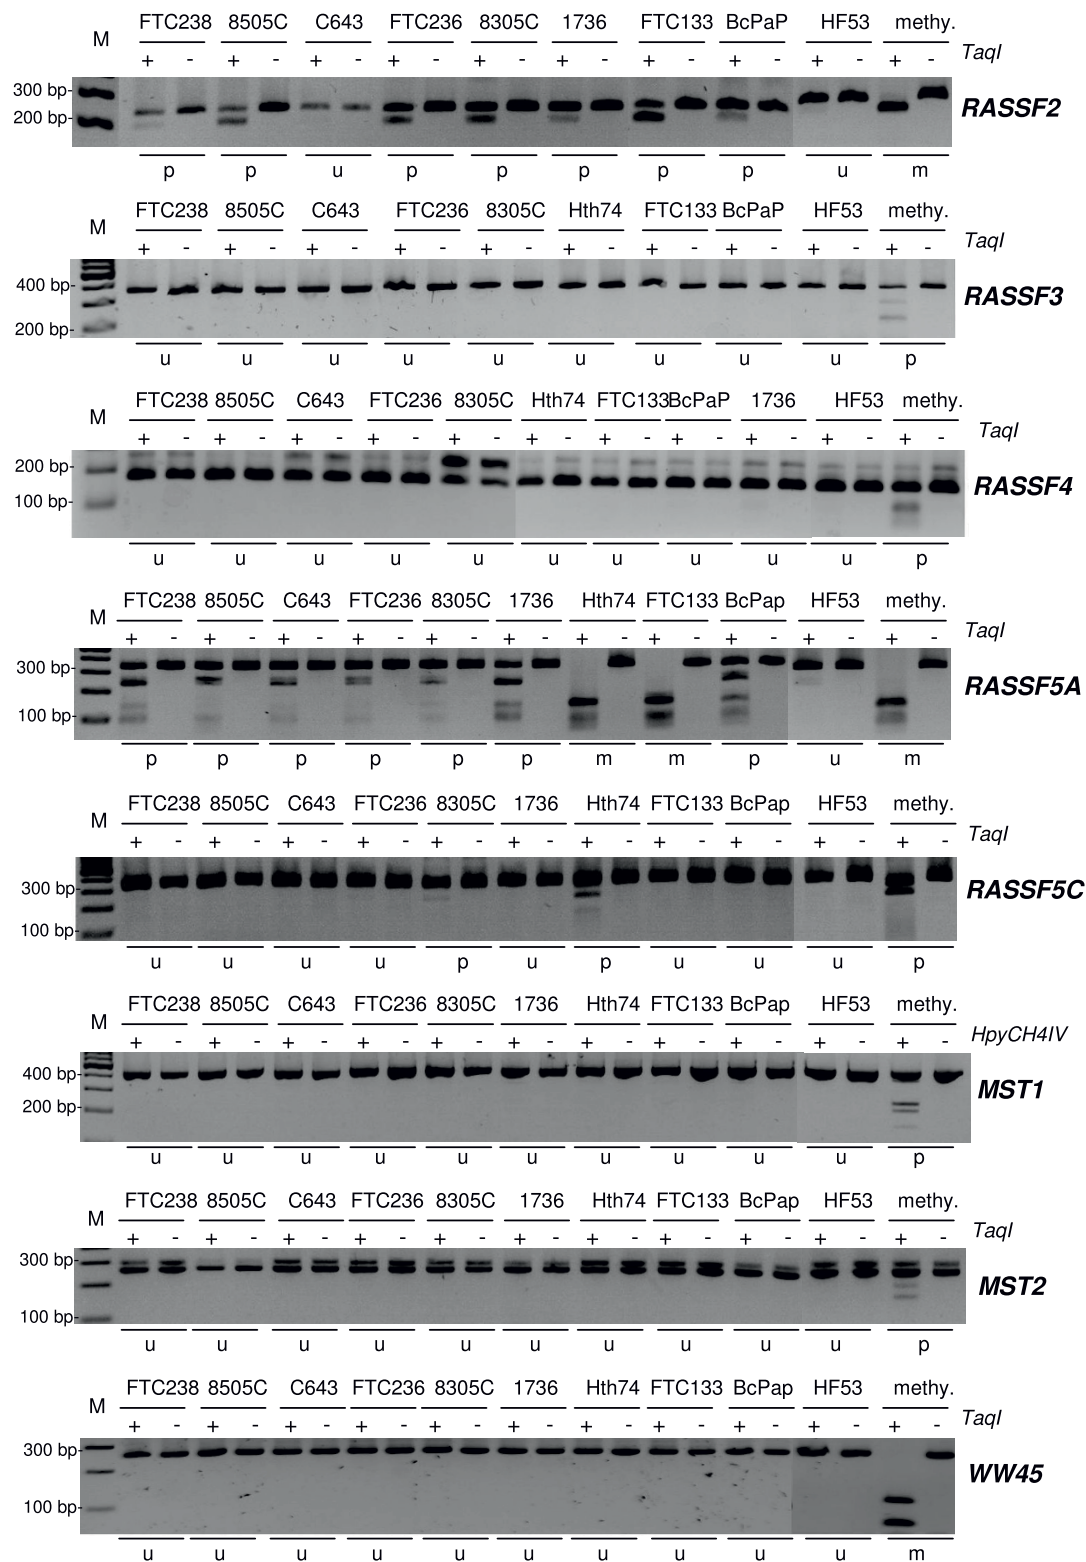 M FTC238 8505C C643 FTC236 8305C 1736 FTC133 BcPaP HF53 methy.
+ - + - + - + - + - + - + - + - + - + - TaqI
300 bp-
200 bp- RASSF2
p p u p p p p p u m
M FTC238 8505C C643 FTC236 8305C Hth74 FTC133 BcPaP HF53 methy.
+ - + - + - + - + - + - + - + - + - + - TaqI
400 bp- RASSF3
200 bp-
u u u u u u u u u p
M FTC238 8505C C643 FTC236 8305C Hth74 FTC133 BcPaP 1736 HF53 methy.
+ - + - + - + - + - + - + - + - + - + - + - TaqI
200 bp- RASSF4
100 bp-
u u u u u u u u u u p
M FTC238 8505C C643 FTC236 8305C 1736 Hth74 FTC133 BcPap HF53 methy.
+ - + - + - + - + - + - + - + - + - + - + - TaqI
300 bp- RASSF5A
100 bp-
p p p p p p m m p u m
M FTC238 8505C C643 FTC236 8305C 1736 Hth74 FTC133 BcPap HF53 methy.
+ - + - + - + - + - + - + - + - + - + - + - TaqI
300 bp- RASSF5C
100 bp-
u u u u p u p u u u p
M FTC238 8505C C643 FTC236 8305C 1736 Hth74 FTC133 BcPap HF53 methy.
+ - + - + - + - + - + - + - + - + - + - + - HpyCH4IV
400 bp- MST1
200 bp-
u u u u u u u u u u p
M FTC238 8505C C643 FTC236 8305C 1736 Hth74 FTC133 BcPap HF53 methy.
+ - + - + - + - + - + - + - + - + - + - + - TaqI
300 bp- MST2
100 bp-
u u u u u u u u u u p
M FTC238 8505C C643 FTC236 8305C 1736 Hth74 FTC133 BcPap HF53 methy.
+ - + - + - + - + - + - + - + - + - + - + - TaqI
300 bp- WW45
100 bp-
u u u u u u u u u u m